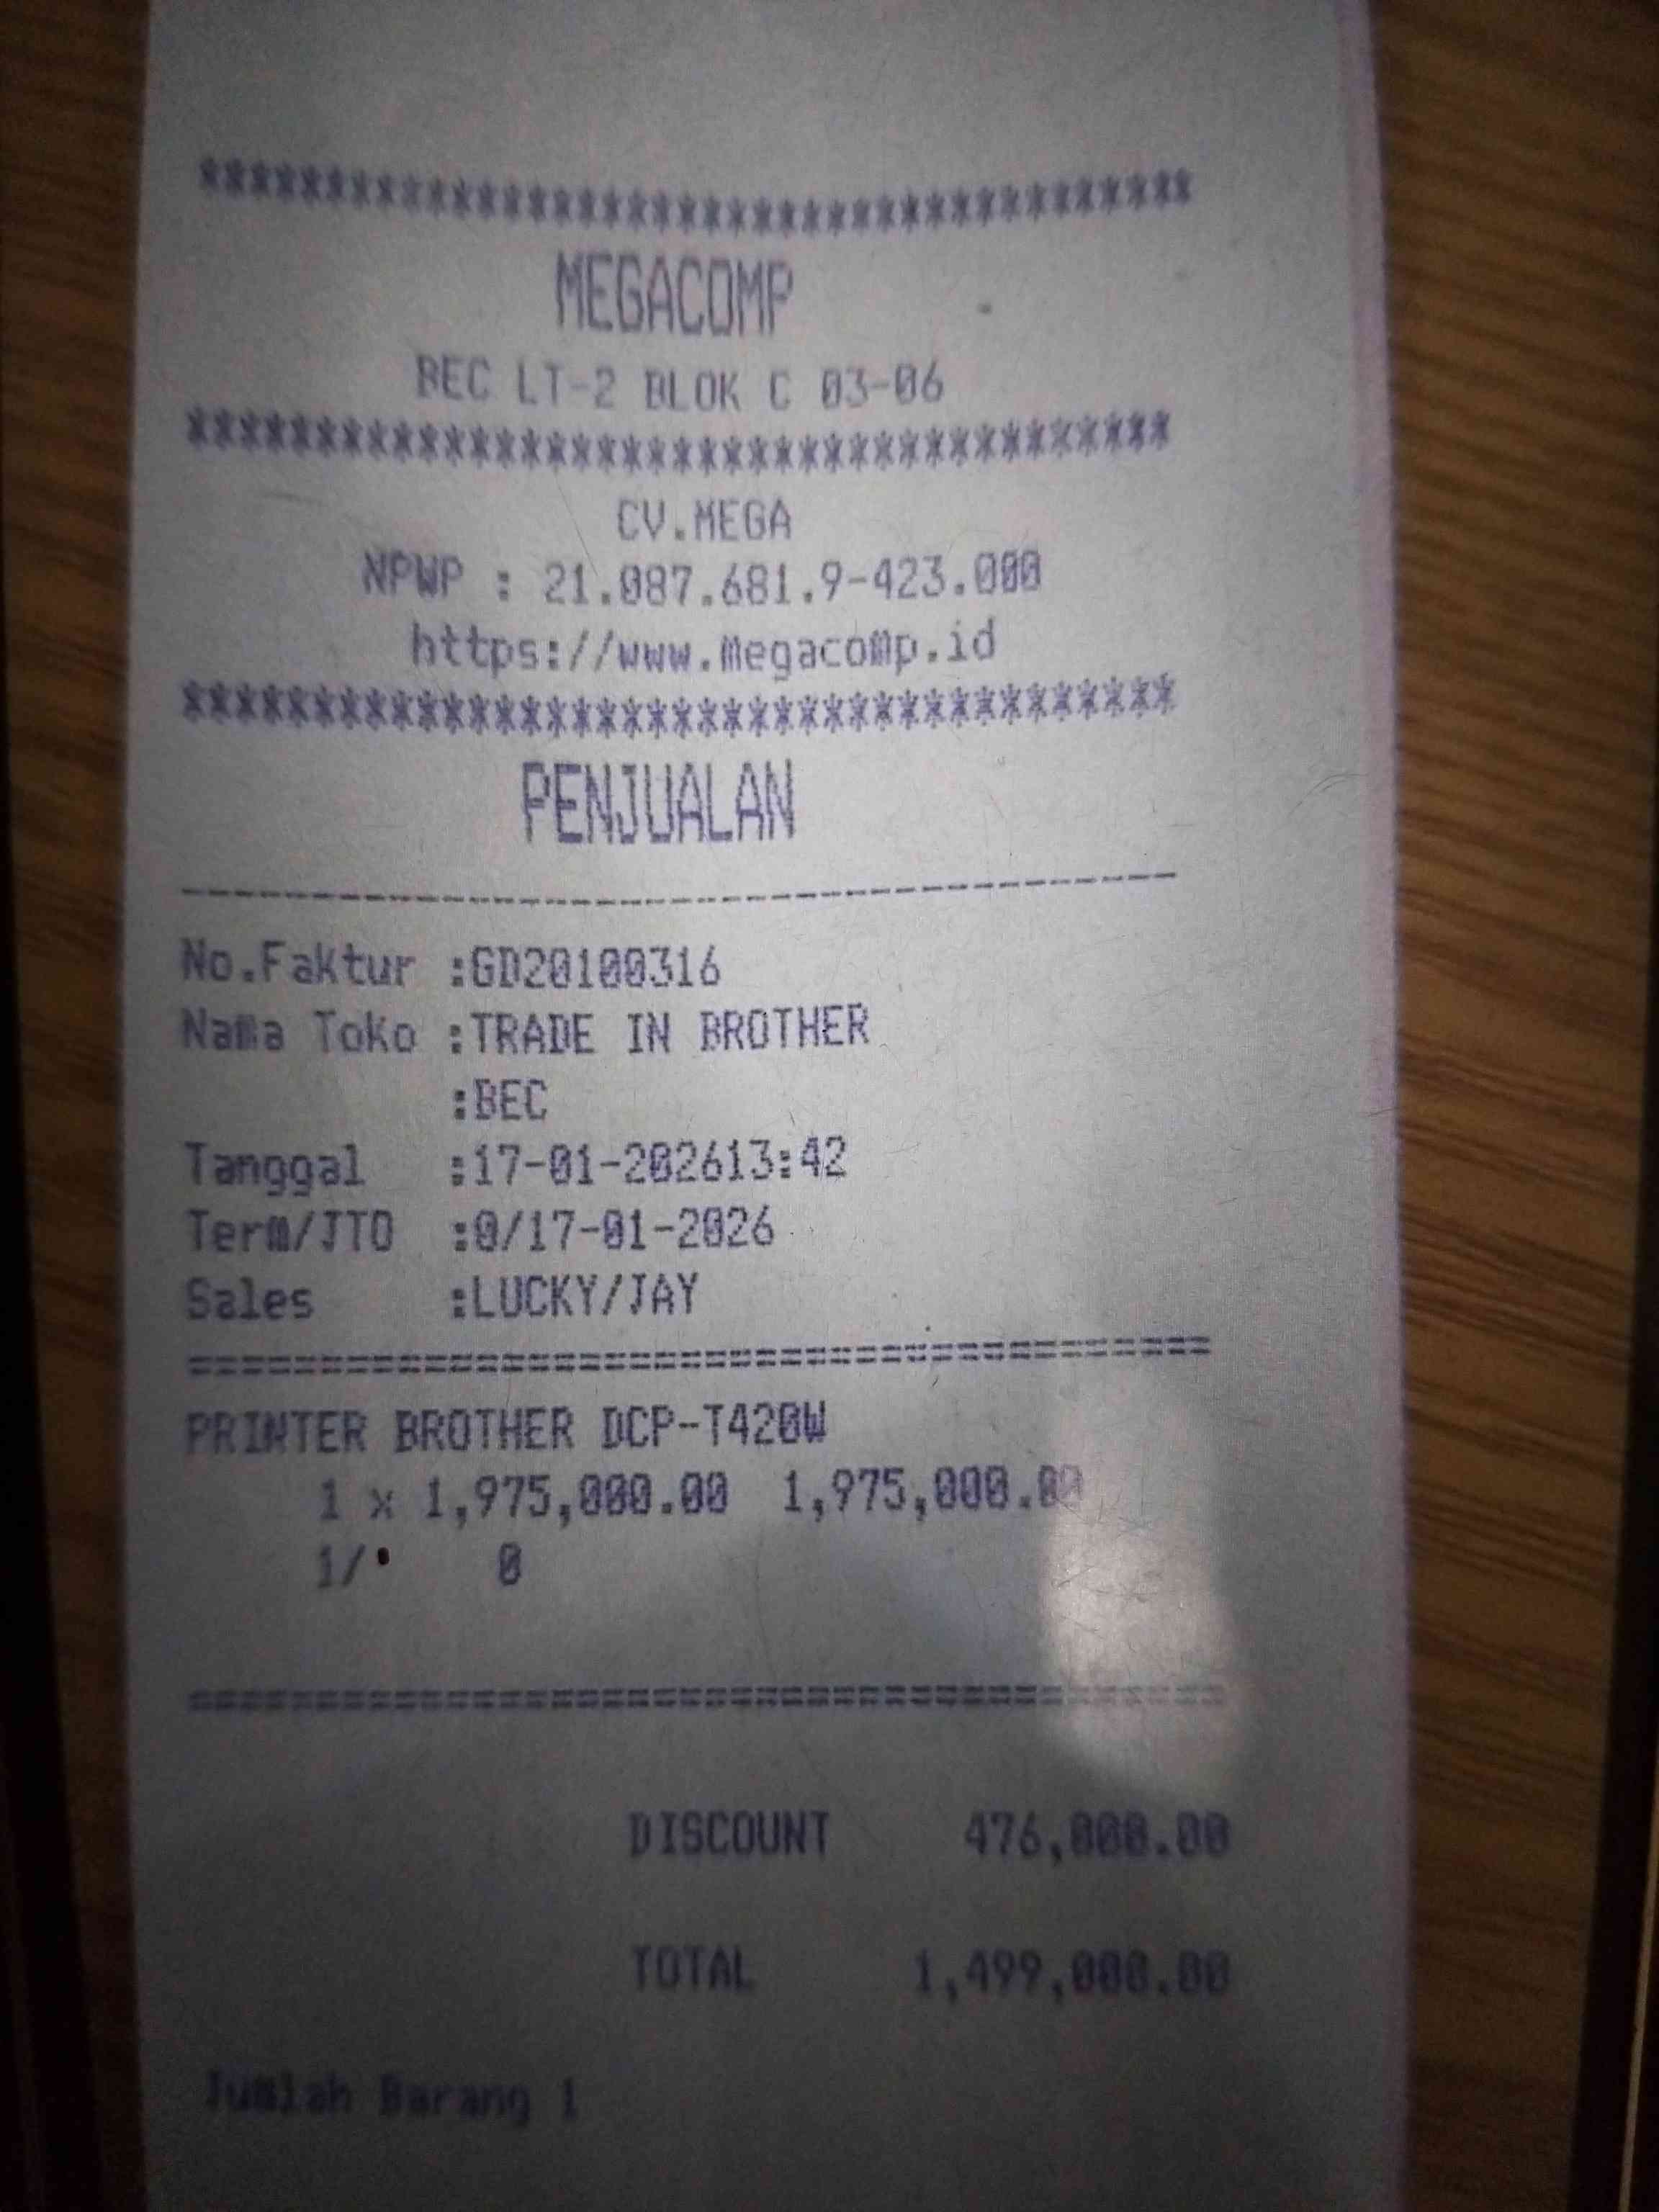 ****************************************
MEGACOMP
BEC LT-2 BLOK C 03-06
****************************************
CV.MEGA
NPWP : 21.087.681.9-423.000
https://www.megacomp.id
****************************************
PENJUALAN
----------------------------------------
No.Faktur :GD20100316
Nama Toko :TRADE IN BROTHER
:BEC
Tanggal :17-01-202613:42
Term/JTO :0/17-01-2026
Sales :LUCKY/JAY
========================================
PRINTER BROTHER DCP-T420W
1 x 1,975,000.00 1,975,000.00
1/ 0
========================================
DISCOUNT 476,000.00
TOTAL 1,499,000.00
Jumlah Barang 1